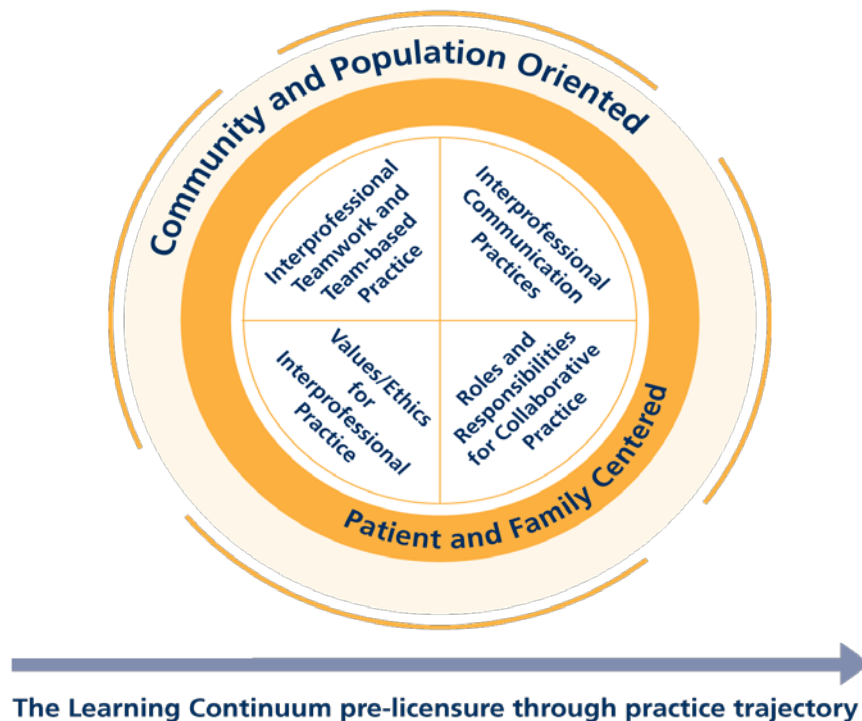 Community and Population Oriented
Interprofessional
Teamwork and
Team-based
Practice
Interprofessional
Communication
Practices
Values/Ethics
for
Interprofessional
Practice
Roles and
Responsibilities
for Collaborative
Practice
Patient and Family Centered
The Learning Continuum pre-licensure through practice trajectory